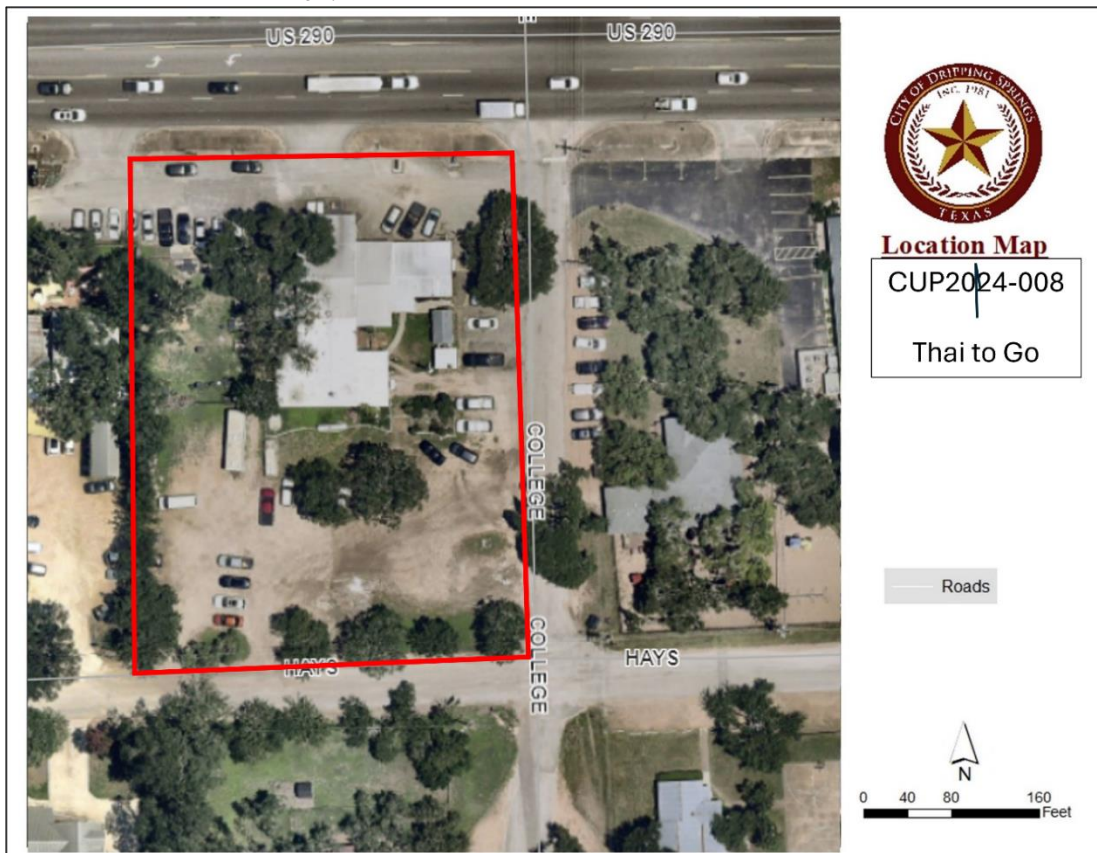 US 290
US 290
COLLEGE
COLLEGE
HAYS
HAYS
CITY OF DRIPPING SPRINGS
INC. 1981
TEXAS
Location Map
CUP2024-008
Thai to Go
Roads
N
0 40 80 160
Feet